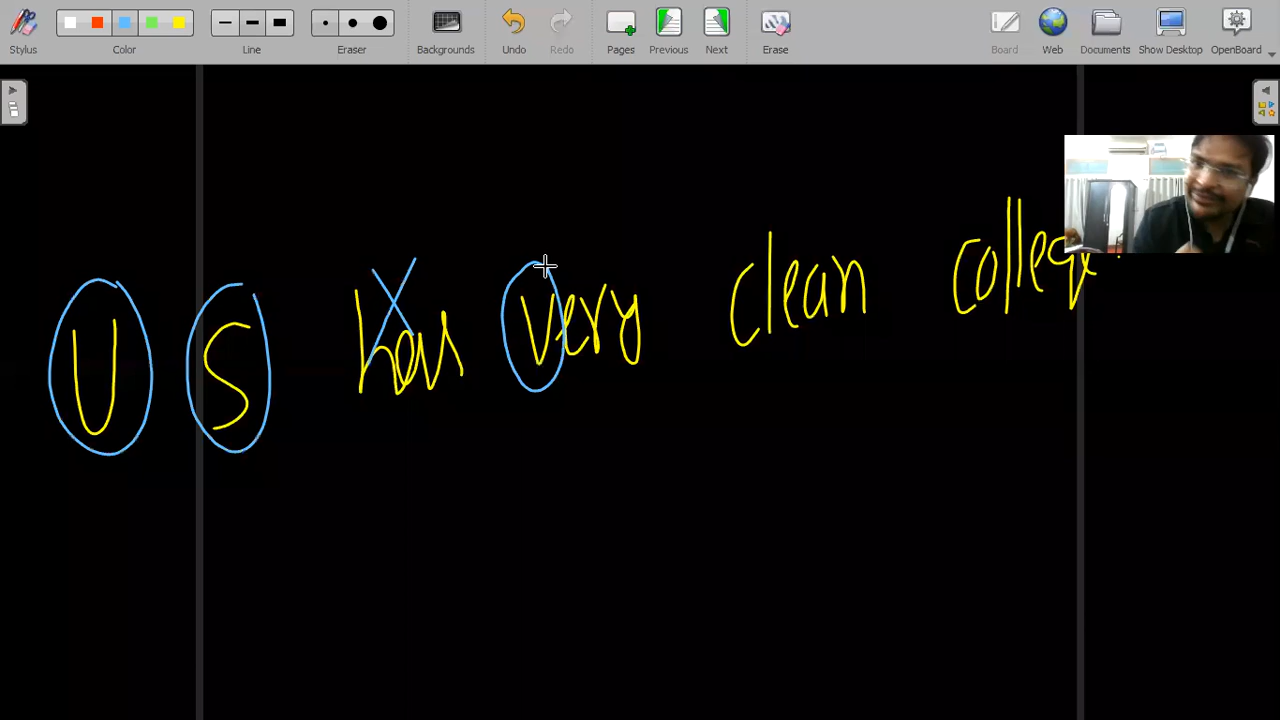 Stylus Color Line Eraser Backgrounds Undo Redo Pages Previous Next Erase Board Web Documents Show Desktop OpenBoard
U S has very clean college